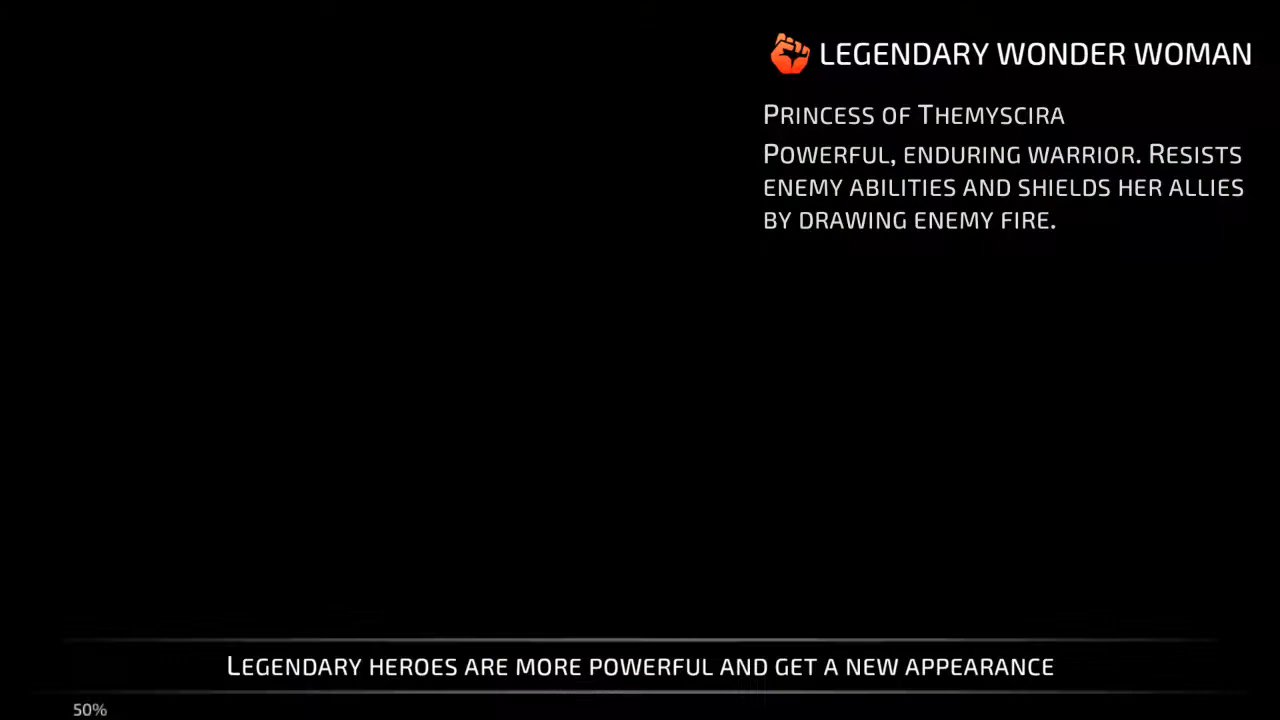 LEGENDARY WONDER WOMAN
PRINCESS OF THEMYSCIRA
POWERFUL, ENDURING WARRIOR. RESISTS
ENEMY ABILITIES AND SHIELDS HER ALLIES
BY DRAWING ENEMY FIRE.
LEGENDARY HEROES ARE MORE POWERFUL AND GET A NEW APPEARANCE
50%